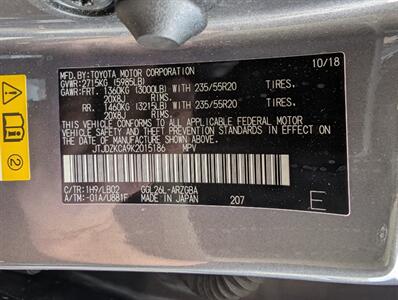 MFD.BY:TOYOTA MOTOR CORPORATION 10/18
GVWR:2715KG (5985LB)
GAWR:FRT. 1360KG (3000LB) WITH 235/55R20 TIRES,
20X8J RIMS,
RR. 1460KG (3215LB) WITH 235/55R20 TIRES,
20X8J RIMS,
THIS VEHICLE CONFORMS TO ALL APPLICABLE FEDERAL MOTOR
VEHICLE SAFETY STANDARDS IN EFFECT ON THE
DATE OF MANUFACTURE SHOWN ABOVE.
JTJDZKCA9K2015186 MPV
C/TR:1H9/LB02 GGL26L-ARZGBA
A/TM:-01A/U881F MADE IN JAPAN 207
E
2